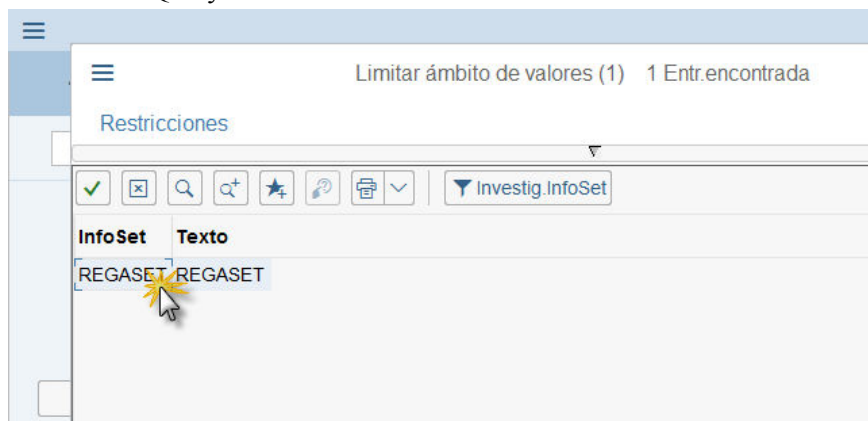 Limitar ámbito de valores (1) 1 Entr.encontrada
Restricciones
Investig.InfoSet
InfoSet Texto
REGASET REGASET